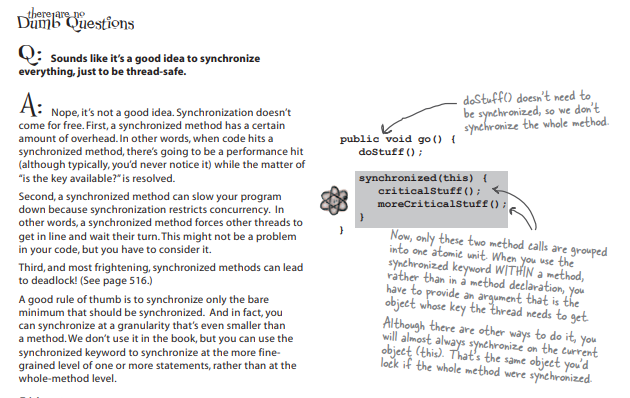 there are no
Dumb Questions
Q: Sounds like it's a good idea to synchronize
everything, just to be thread-safe.
A: Nope, it's not a good idea. Synchronization doesn't
come for free. First, a synchronized method has a certain
amount of overhead. In other words, when code hits a
synchronized method, there's going to be a performance hit
(although typically, you'd never notice it) while the matter of
"is the key available?" is resolved.
Second, a synchronized method can slow your program
down because synchronization restricts concurrency. In
other words, a synchronized method forces other threads to
get in line and wait their turn. This might not be a problem
in your code, but you have to consider it.
Third, and most frightening, synchronized methods can lead
to deadlock! (See page 516.)
A good rule of thumb is to synchronize only the bare
minimum that should be synchronized. And in fact, you
can synchronize at a granularity that's even smaller than
a method. We don't use it in the book, but you can use the
synchronized keyword to synchronize at the more fine-
grained level of one or more statements, rather than at the
whole-method level.
doStuff() doesn't need to
be synchronized, so we don't
synchronize the whole method.
public void go() {
doStuff();
synchronized(this) {
criticalStuff();
moreCriticalStuff();
}
}
Now, only these two method calls are grouped
into one atomic unit. When you use the
synchronized keyword WITHIN a method,
rather than in a method declaration, you
have to provide an argument that is the
object whose key the thread needs to get.
Although there are other ways to do it, you
will almost always synchronize on the current
object (this). That's the same object you'd
lock if the whole method were synchronized.